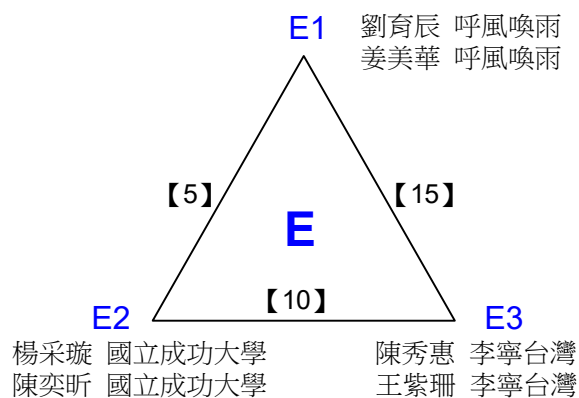 E1
劉育辰 呼風喚雨
姜美華 呼風喚雨
【5】
【15】
E
【10】
E2
E3
楊采璇 國立成功大學
陳奕昕 國立成功大學
陳秀惠 李寧台灣
王紫珊 李寧台灣